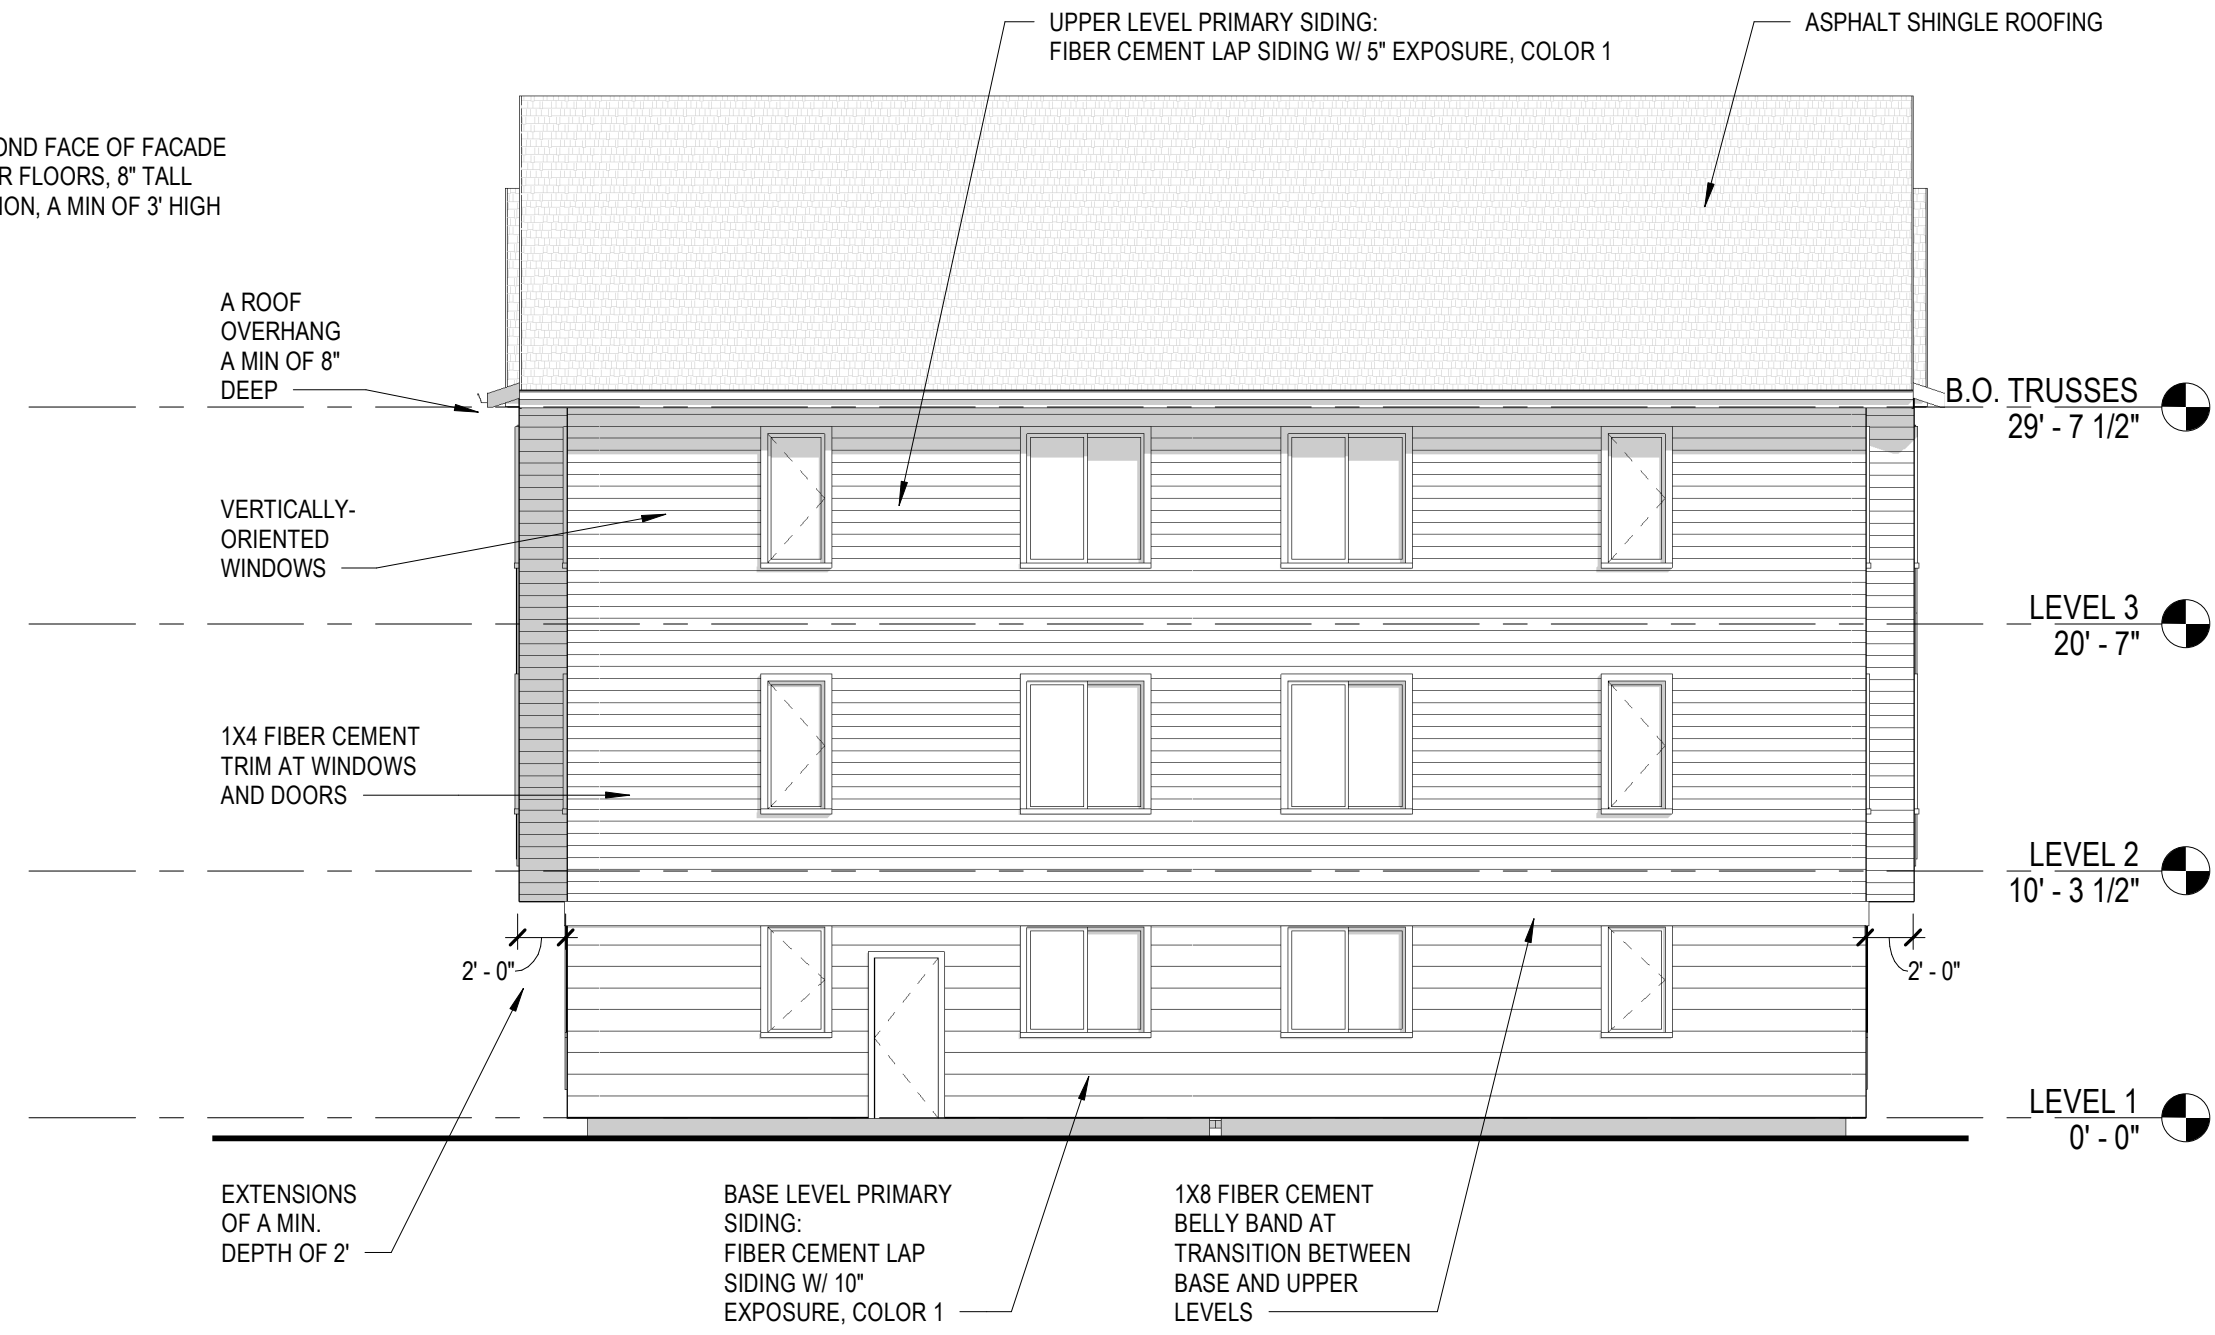 UPPER LEVEL PRIMARY SIDING:
FIBER CEMENT LAP SIDING W/ 5" EXPOSURE, COLOR 1
ASPHALT SHINGLE ROOFING
FACE OF FACADE
FLOORS, 8" TALL
A MIN OF 3' HIGH
A ROOF
OVERHANG
A MIN OF 8"
DEEP
B.O. TRUSSES
29' - 7 1/2"
VERTICALLY-
ORIENTED
WINDOWS
LEVEL 3
20' - 7"
1X4 FIBER CEMENT
TRIM AT WINDOWS
AND DOORS
LEVEL 2
10' - 3 1/2"
2' - 0"
2' - 0"
LEVEL 1
0' - 0"
EXTENSIONS
OF A MIN.
DEPTH OF 2'
BASE LEVEL PRIMARY
SIDING:
FIBER CEMENT LAP
SIDING W/ 10"
EXPOSURE, COLOR 1
1X8 FIBER CEMENT
BELLY BAND AT
TRANSITION BETWEEN
BASE AND UPPER
LEVELS